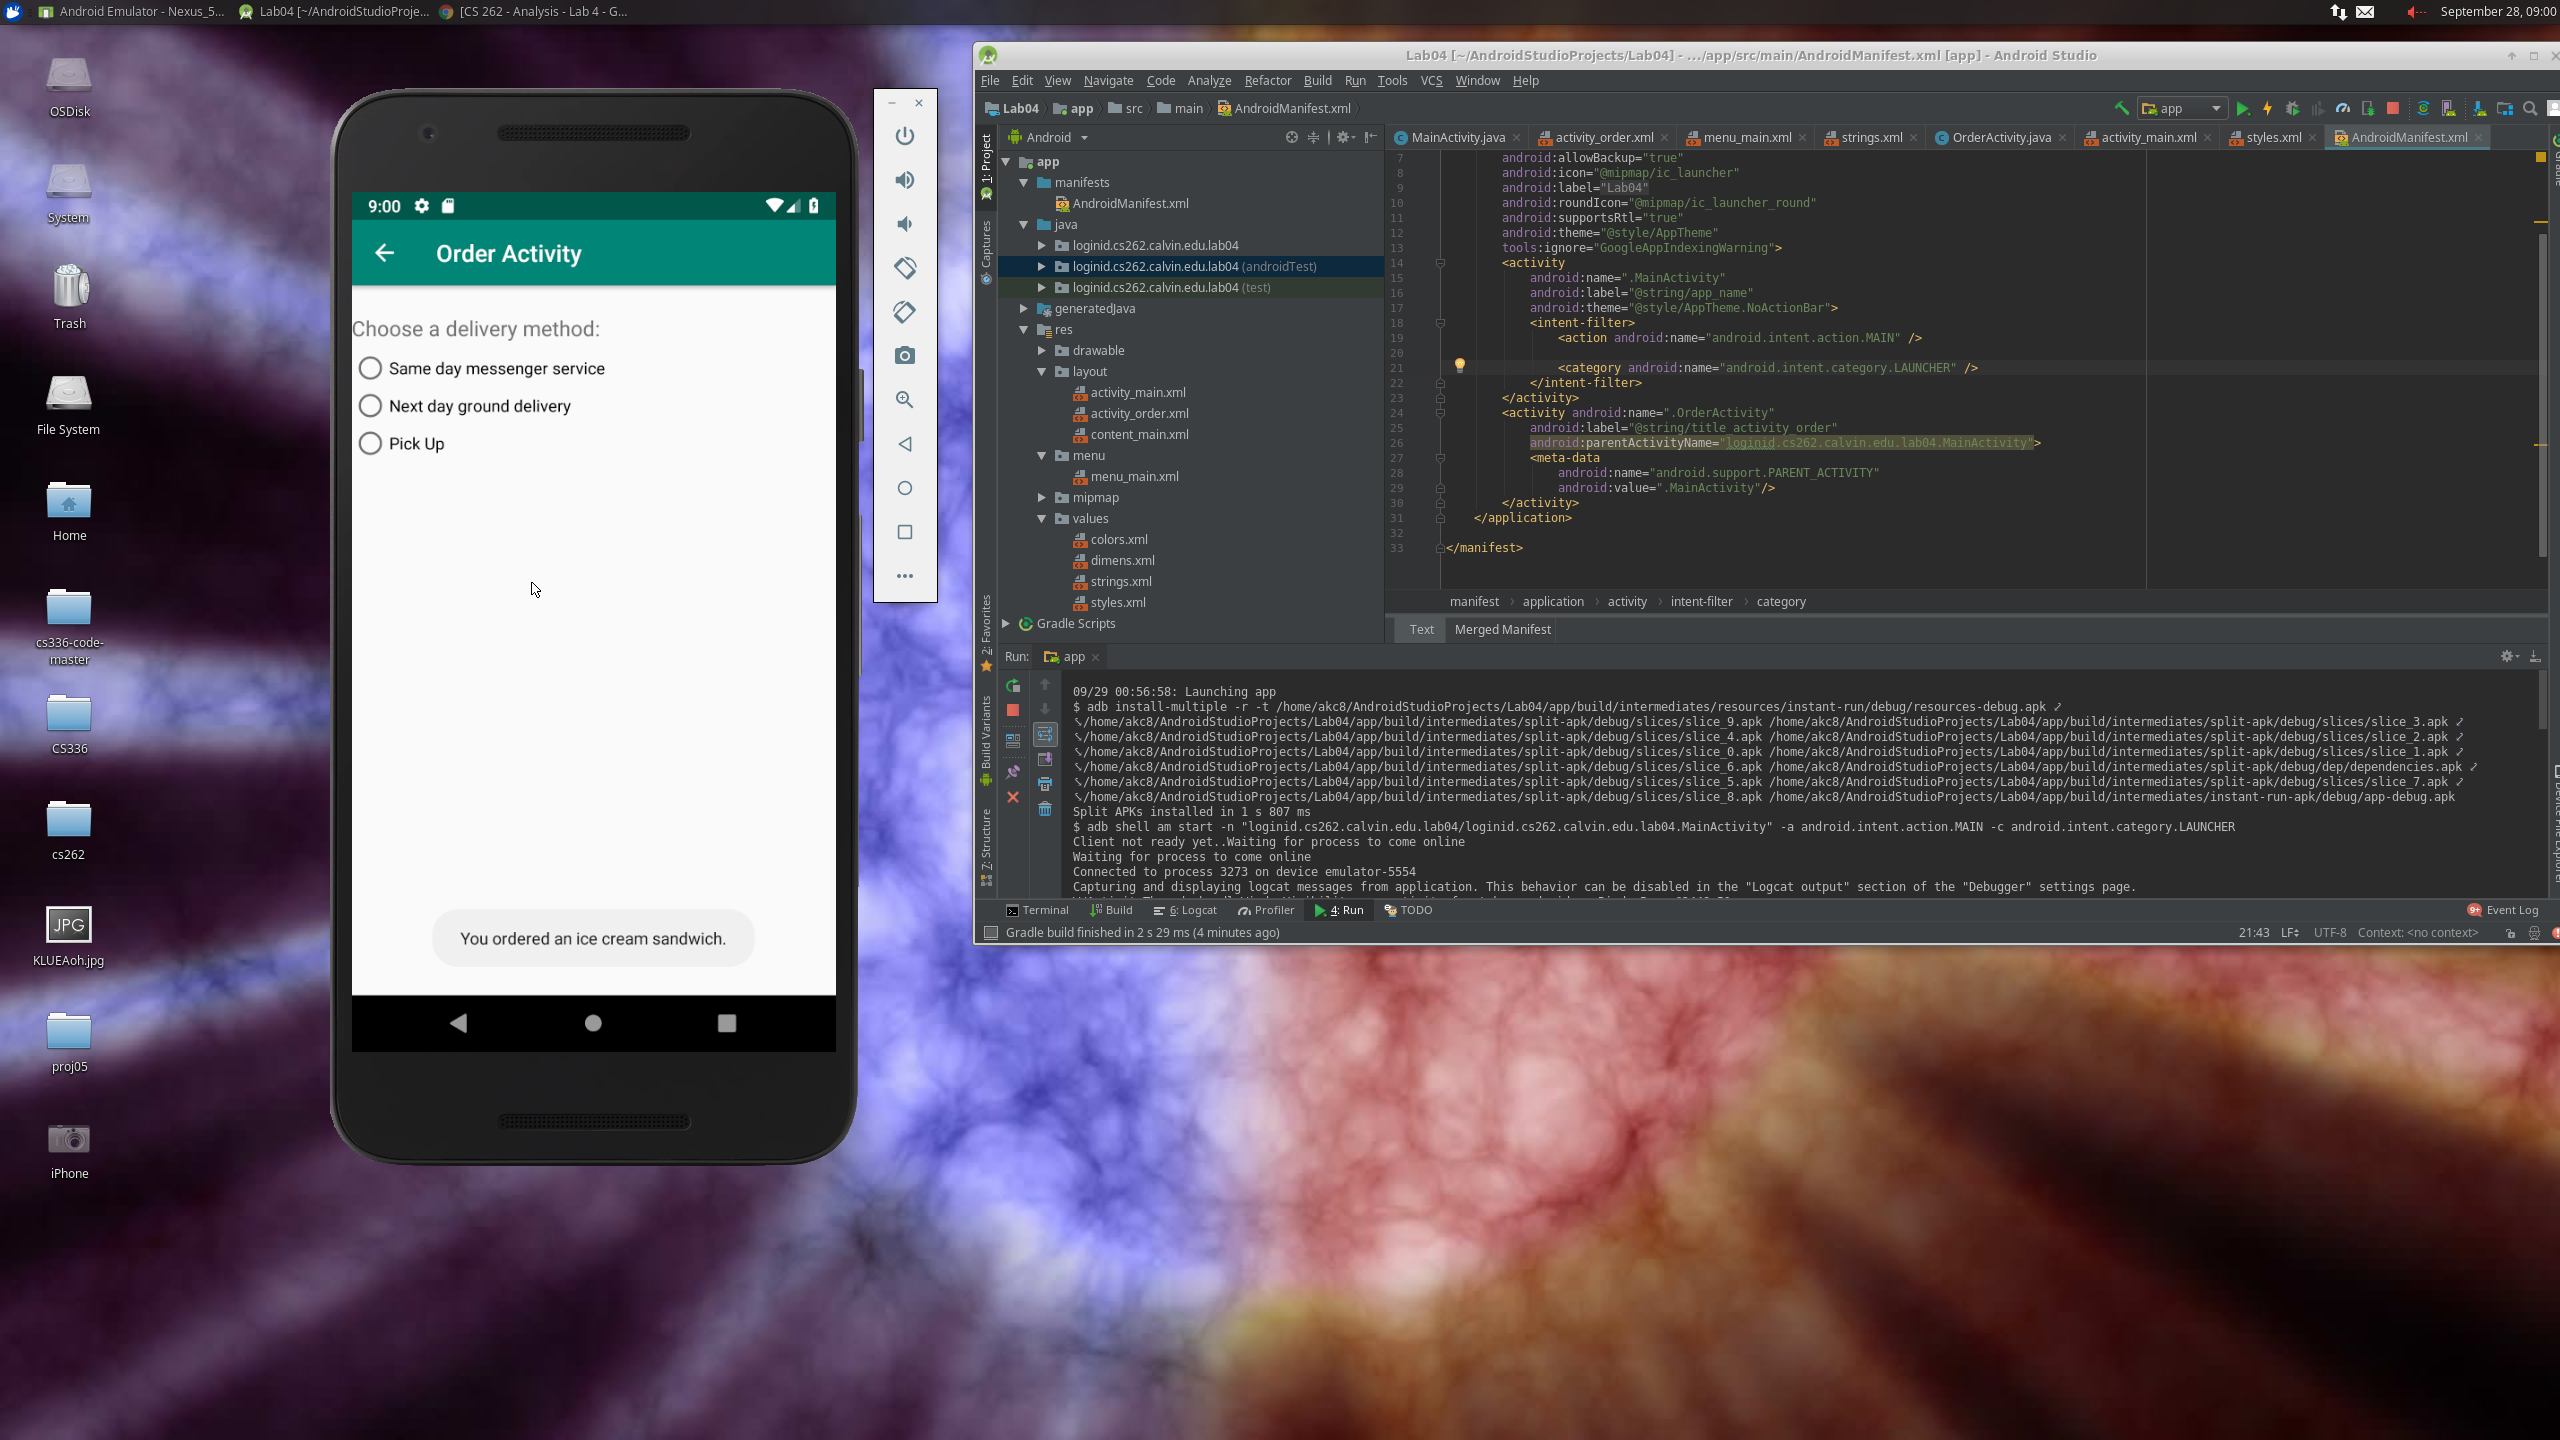 Android Emulator - Nexus_5...
Lab04 [~/AndroidStudioProje...
[CS 262 - Analysis - Lab 4 - G...
September 28, 09:00
OSDisk
System
Trash
File System
Home
cs336-code-
master
CS336
cs262
JPG
KLUEAoh.jpg
proj05
iPhone
9:00
Order Activity
Choose a delivery method:
Same day messenger service
Next day ground delivery
Pick Up
You ordered an ice cream sandwich.
Lab04 [~/AndroidStudioProjects/Lab04] - .../app/src/main/AndroidManifest.xml [app] - Android Studio
File Edit View Navigate Code Analyze Refactor Build Run Tools VCS Window Help
Lab04 app src main AndroidManifest.xml
app
1: Project
Captures
2: Favorites
Build Variants
7: Structure
Android
app
manifests
AndroidManifest.xml
java
loginid.cs262.calvin.edu.lab04
loginid.cs262.calvin.edu.lab04 (androidTest)
loginid.cs262.calvin.edu.lab04 (test)
generatedJava
res
drawable
layout
activity_main.xml
activity_order.xml
content_main.xml
menu
menu_main.xml
mipmap
values
colors.xml
dimens.xml
strings.xml
styles.xml
Gradle Scripts
MainActivity.java activity_order.xml menu_main.xml strings.xml OrderActivity.java activity_main.xml styles.xml AndroidManifest.xml
7 android:allowBackup="true"
8 android:icon="@mipmap/ic_launcher"
9 android:label="Lab04"
10 android:roundIcon="@mipmap/ic_launcher_round"
11 android:supportsRtl="true"
12 android:theme="@style/AppTheme"
13 tools:ignore="GoogleAppIndexingWarning">
14 <activity
15 android:name=".MainActivity"
16 android:label="@string/app_name"
17 android:theme="@style/AppTheme.NoActionBar">
18 <intent-filter>
19 <action android:name="android.intent.action.MAIN" />
20
21 <category android:name="android.intent.category.LAUNCHER" />
22 </intent-filter>
23 </activity>
24 <activity android:name=".OrderActivity"
25 android:label="@string/title_activity_order"
26 android:parentActivityName="loginid.cs262.calvin.edu.lab04.MainActivity">
27 <meta-data
28 android:name="android.support.PARENT_ACTIVITY"
29 android:value=".MainActivity"/>
30 </activity>
31 </application>
32
33 </manifest>
manifest application activity intent-filter category
Text Merged Manifest
Run: app
09/29 00:56:58: Launching app
$ adb install-multiple -r -t /home/akc8/AndroidStudioProjects/Lab04/app/build/intermediates/resources/instant-run/debug/resources-debug.apk
/home/akc8/AndroidStudioProjects/Lab04/app/build/intermediates/split-apk/debug/slices/slice_9.apk /home/akc8/AndroidStudioProjects/Lab04/app/build/intermediates/split-apk/debug/slices/slice_3.apk
/home/akc8/AndroidStudioProjects/Lab04/app/build/intermediates/split-apk/debug/slices/slice_4.apk /home/akc8/AndroidStudioProjects/Lab04/app/build/intermediates/split-apk/debug/slices/slice_2.apk
/home/akc8/AndroidStudioProjects/Lab04/app/build/intermediates/split-apk/debug/slices/slice_0.apk /home/akc8/AndroidStudioProjects/Lab04/app/build/intermediates/split-apk/debug/slices/slice_1.apk
/home/akc8/AndroidStudioProjects/Lab04/app/build/intermediates/split-apk/debug/slices/slice_6.apk /home/akc8/AndroidStudioProjects/Lab04/app/build/intermediates/split-apk/debug/dep/dependencies.apk
/home/akc8/AndroidStudioProjects/Lab04/app/build/intermediates/split-apk/debug/slices/slice_5.apk /home/akc8/AndroidStudioProjects/Lab04/app/build/intermediates/split-apk/debug/slices/slice_7.apk
/home/akc8/AndroidStudioProjects/Lab04/app/build/intermediates/split-apk/debug/slices/slice_8.apk /home/akc8/AndroidStudioProjects/Lab04/app/build/intermediates/instant-run-apk/debug/app-debug.apk
Split APKs installed in 1 s 807 ms
$ adb shell am start -n "loginid.cs262.calvin.edu.lab04/loginid.cs262.calvin.edu.lab04.MainActivity" -a android.intent.action.MAIN -c android.intent.category.LAUNCHER
Client not ready yet..Waiting for process to come online
Waiting for process to come online
Connected to process 3273 on device emulator-5554
Capturing and displaying logcat messages from application. This behavior can be disabled in the "Logcat output" section of the "Debugger" settings page.
Terminal Build 6: Logcat Profiler 4: Run TODO 9+ Event Log
Gradle build finished in 2 s 29 ms (4 minutes ago) 21:43 LF UTF-8 Context: <no context>